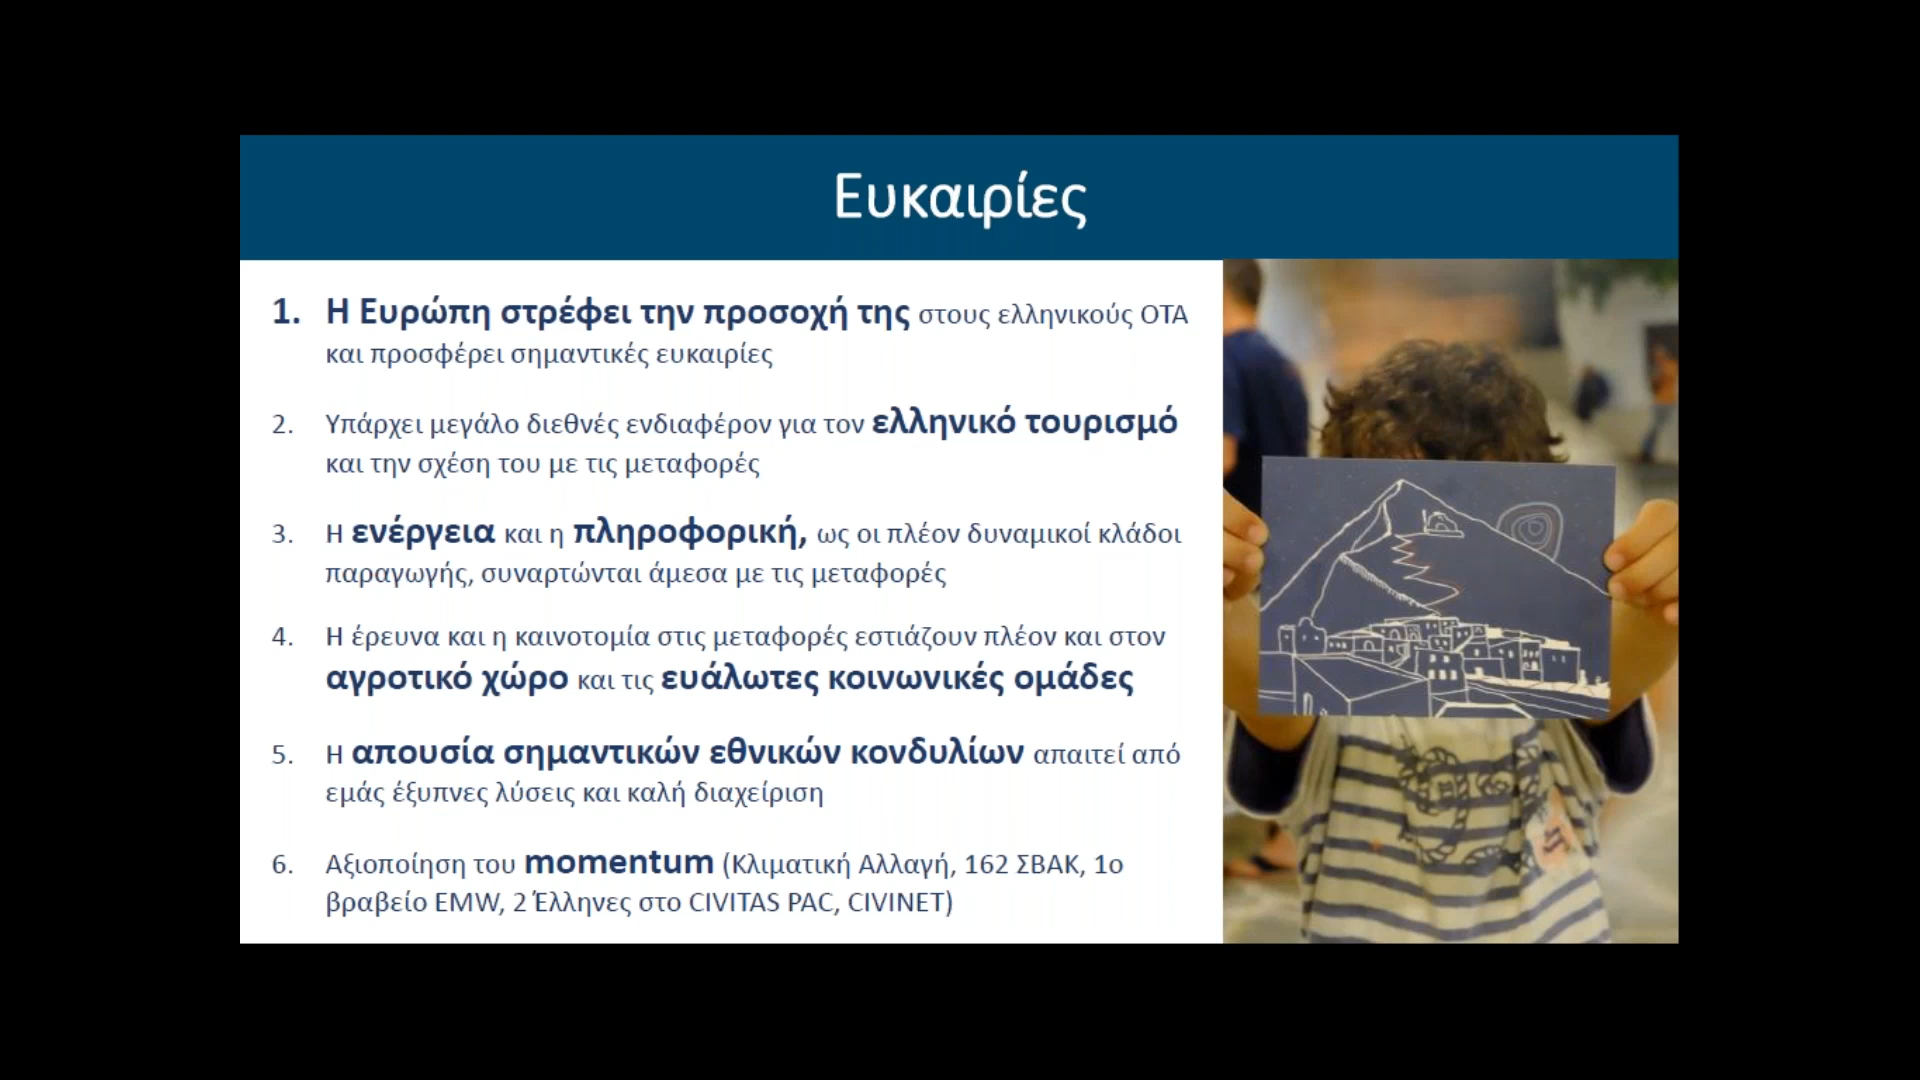 Ευκαιρίες
1. Η Ευρώπη στρέφει την προσοχή της στους ελληνικούς ΟΤΑ
και προσφέρει σημαντικές ευκαιρίες
2. Υπάρχει μεγάλο διεθνές ενδιαφέρον για τον ελληνικό τουρισμό
και την σχέση του με τις μεταφορές
3. Η ενέργεια και η πληροφορική, ως οι πλέον δυναμικοί κλάδοι
παραγωγής, συναρτώνται άμεσα με τις μεταφορές
4. Η έρευνα και η καινοτομία στις μεταφορές εστιάζουν πλέον και στον
αγροτικό χώρο και τις ευάλωτες κοινωνικές ομάδες
5. Η απουσία σημαντικών εθνικών κονδυλίων απαιτεί από
εμάς έξυπνες λύσεις και καλή διαχείριση
6. Αξιοποίηση του momentum (Κλιματική Αλλαγή, 162 ΣΒΑΚ, 1ο
βραβείο EMW, 2 Έλληνες στο CIVITAS PAC, CIVINET)